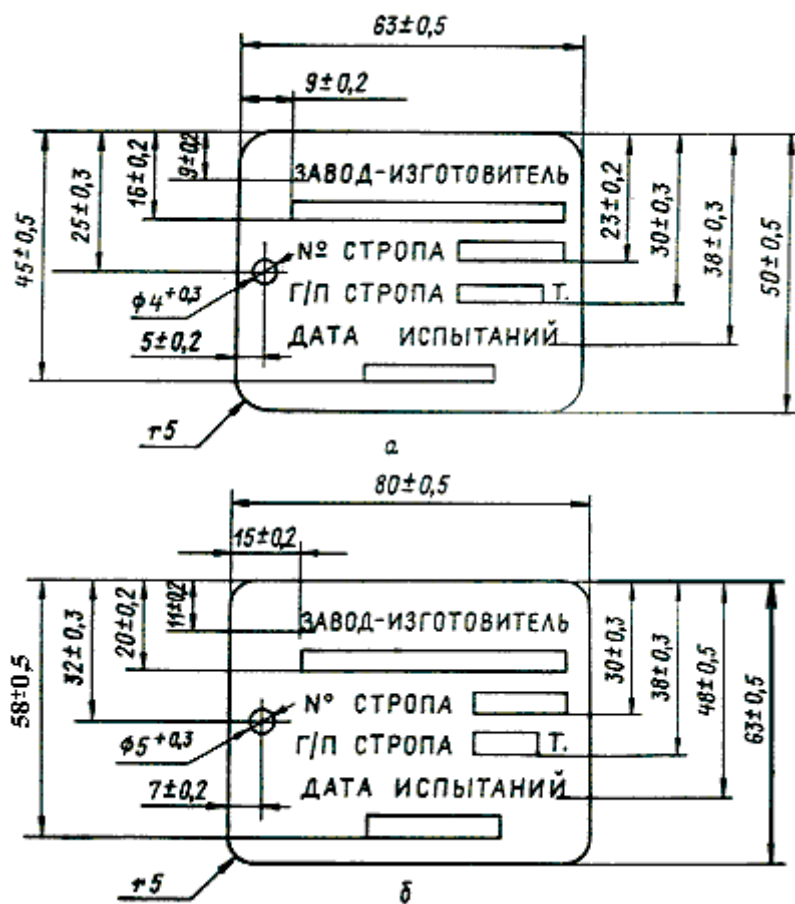 63±0,5
9±0,2
45±0,5
25±0,3
16±0,2
9±0,2
ЗАВОД-ИЗГОТОВИТЕЛЬ
№ СТРОПА
Г/П СТРОПА Т.
ДАТА ИСПЫТАНИЙ
ϕ4+0,3
5±0,2
r5
23±0,2
30±0,3
38±0,3
50±0,5
а
80±0,5
15±0,2
58±0,5
32±0,3
20±0,2
11±0,2
ЗАВОД-ИЗГОТОВИТЕЛЬ
№ СТРОПА
Г/П СТРОПА Т.
ДАТА ИСПЫТАНИЙ
ϕ5+0,3
7±0,2
r5
30±0,3
38±0,3
48±0,5
63±0,5
б